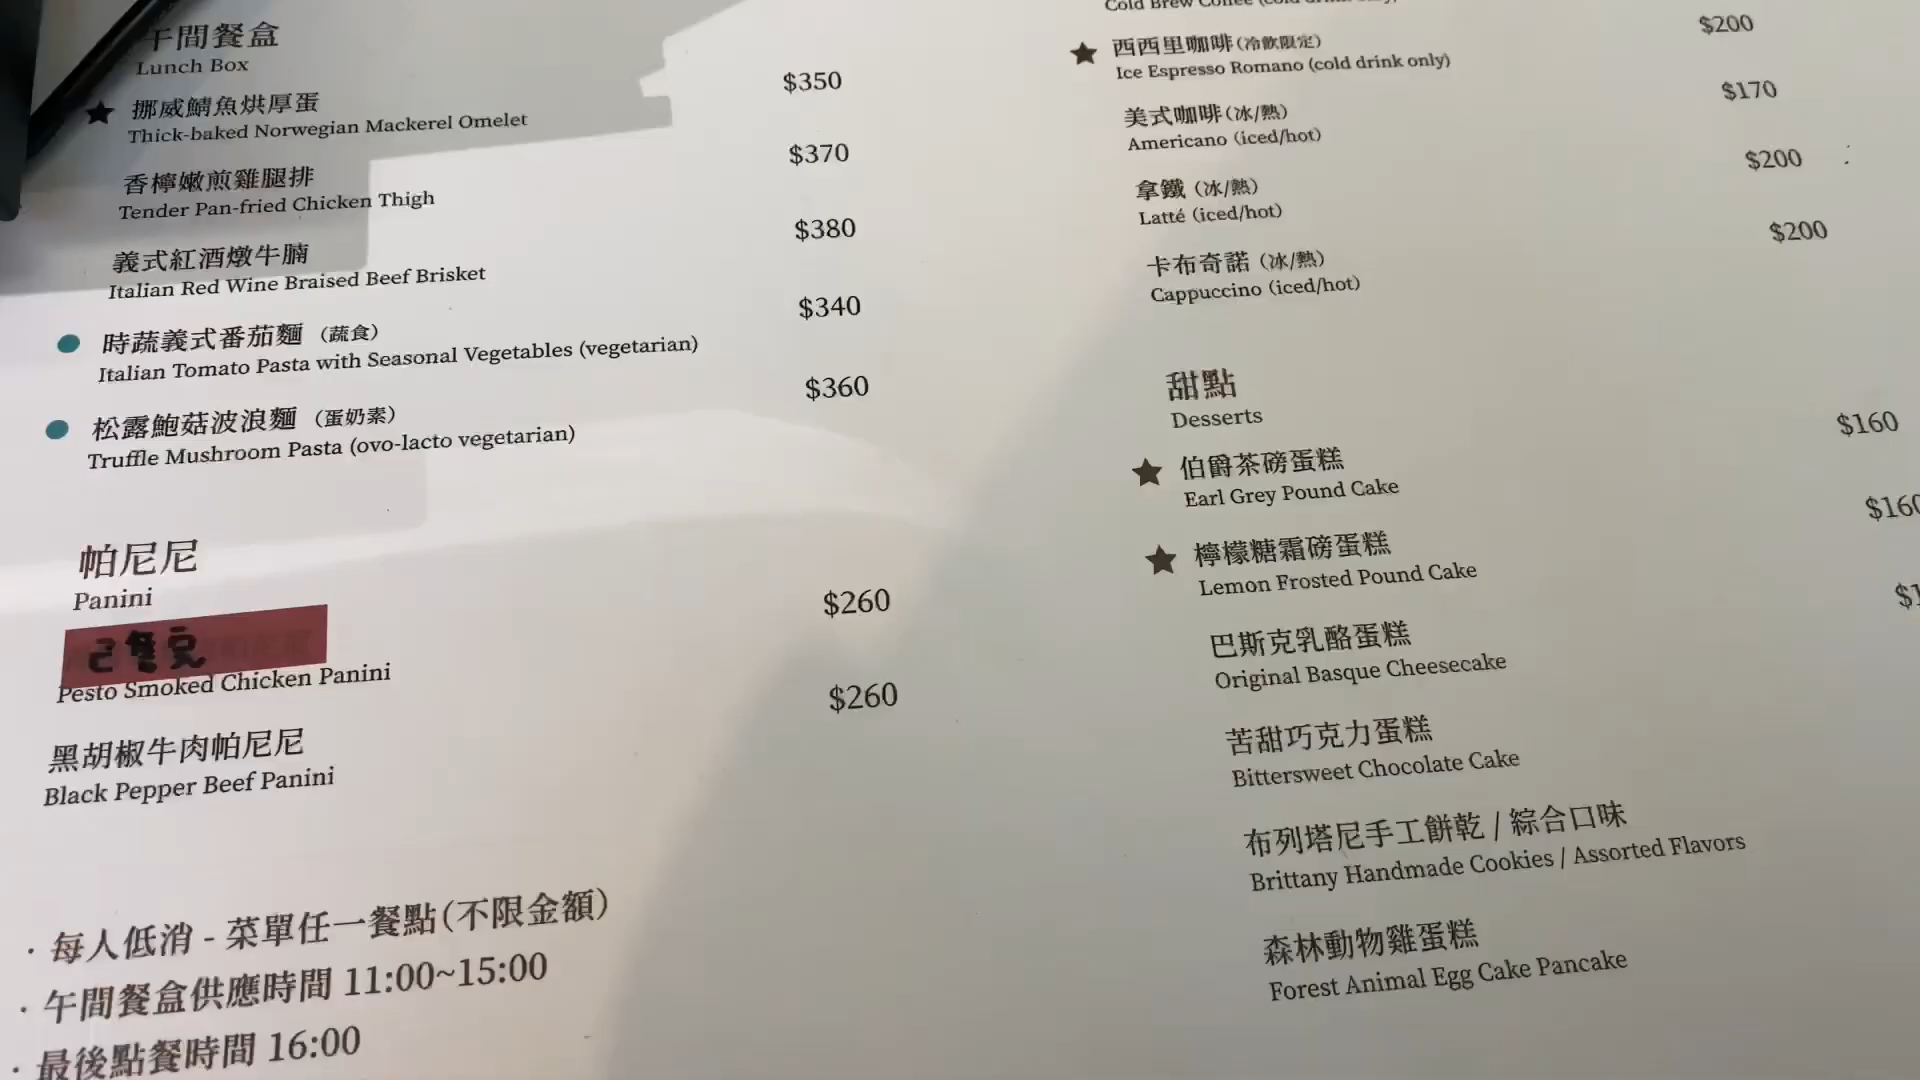 午間餐盒
Lunch Box
挪威鯖魚烘厚蛋
$350
Thick-baked Norwegian Mackerel Omelet
香檸嫩煎雞腿排
$370
Tender Pan-fried Chicken Thigh
義式紅酒燉牛腩
$380
Italian Red Wine Braised Beef Brisket
時蔬義式番茄麵（蔬食）
$340
Italian Tomato Pasta with Seasonal Vegetables (vegetarian)
松露鮑菇波浪麵（蛋奶素）
$360
Truffle Mushroom Pasta (ovo-lacto vegetarian)
帕尼尼
Panini
已售完
$260
Pesto Smoked Chicken Panini
黑胡椒牛肉帕尼尼
$260
Black Pepper Beef Panini
· 每人低消 - 菜單任一餐點(不限金額)
· 午間餐盒供應時間 11:00~15:00
· 最後點餐時間 16:00
Cold Brew Coffee (cold drink only)
西西里咖啡(冷飲限定)
$200
Ice Espresso Romano (cold drink only)
美式咖啡(冰/熱)
$170
Americano (iced/hot)
拿鐵 (冰/熱)
$200
Latté (iced/hot)
卡布奇諾 (冰/熱)
$200
Cappuccino (iced/hot)
甜點
Desserts
伯爵茶磅蛋糕
$160
Earl Grey Pound Cake
檸檬糖霜磅蛋糕
$160
Lemon Frosted Pound Cake
巴斯克乳酪蛋糕
Original Basque Cheesecake
苦甜巧克力蛋糕
Bittersweet Chocolate Cake
布列塔尼手工餅乾 / 綜合口味
Brittany Handmade Cookies / Assorted Flavors
森林動物雞蛋糕
Forest Animal Egg Cake Pancake